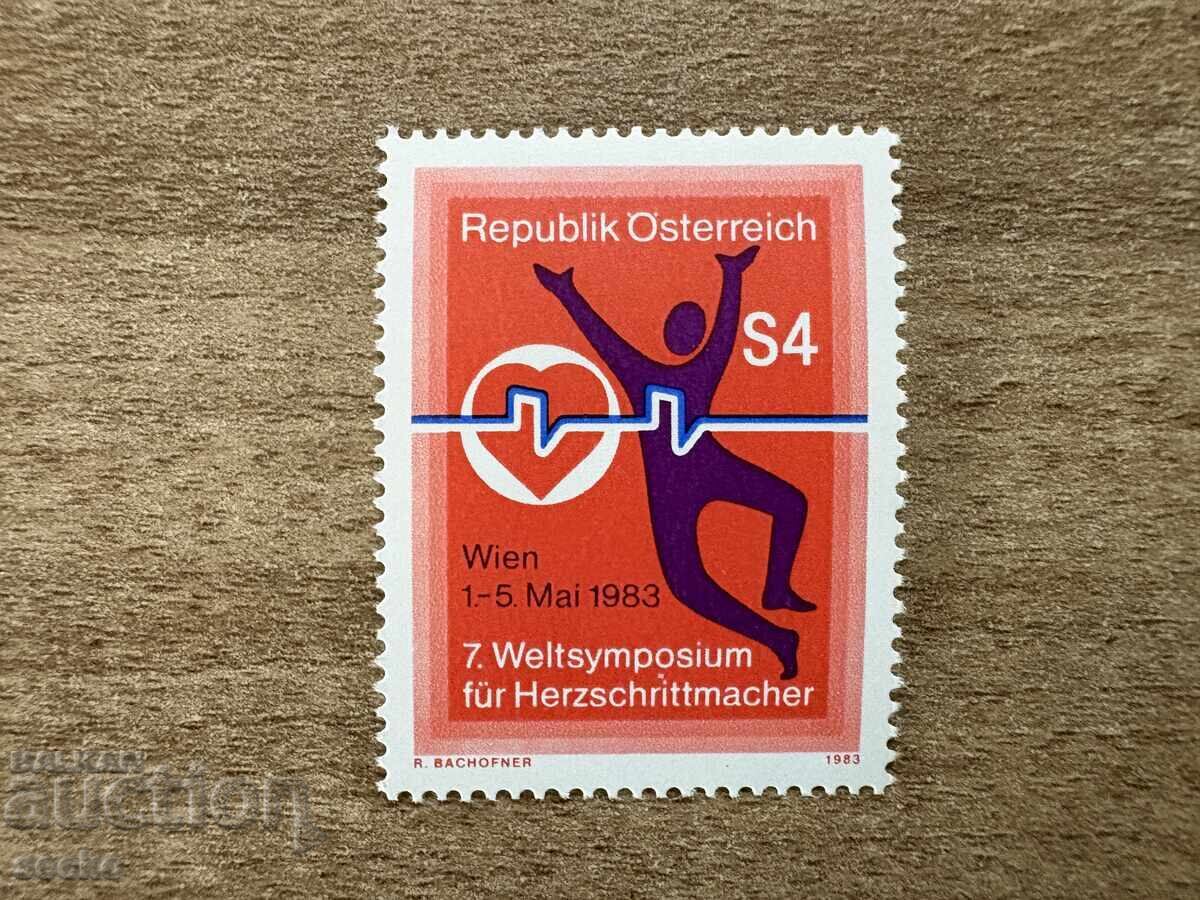 Republik Österreich
S4
Wien
1.-5. Mai 1983
7. Weltsymposium
für Herzschrittmacher
R. BACHOFNER 1983
BALKAN
auction
secko